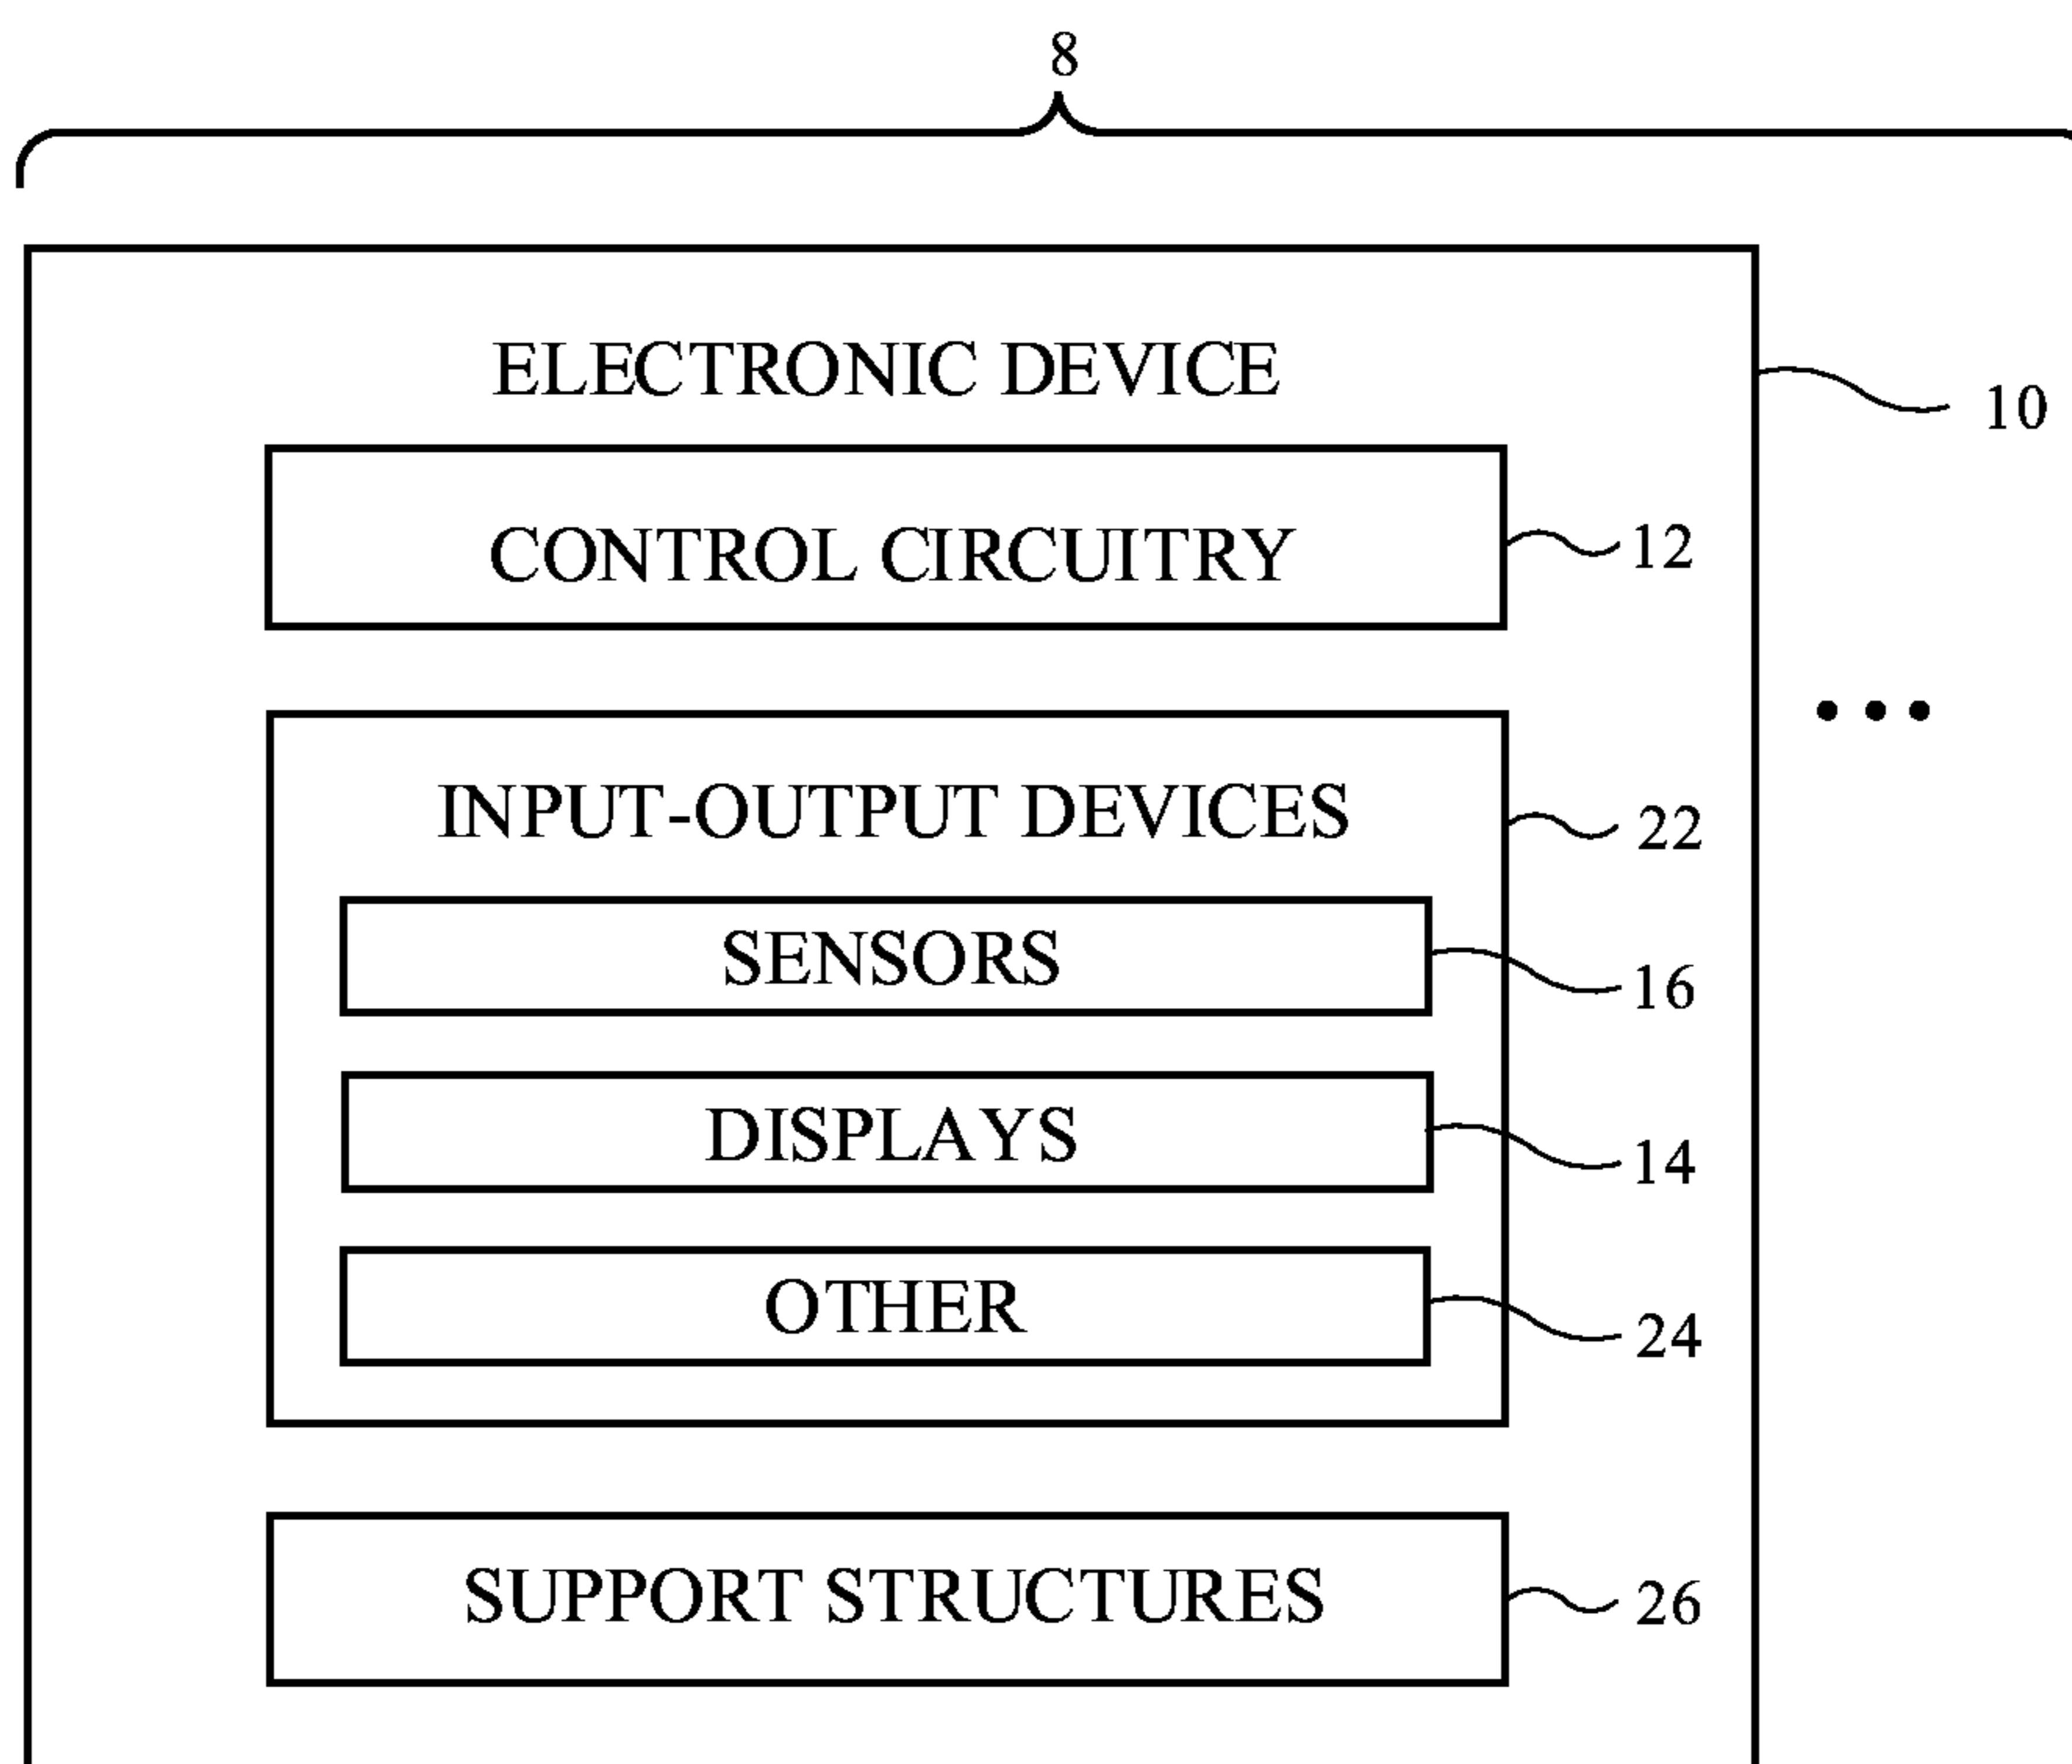 8
ELECTRONIC DEVICE
10
CONTROL CIRCUITRY
12
INPUT-OUTPUT DEVICES
22
SENSORS
16
DISPLAYS
14
OTHER
24
SUPPORT STRUCTURES
26